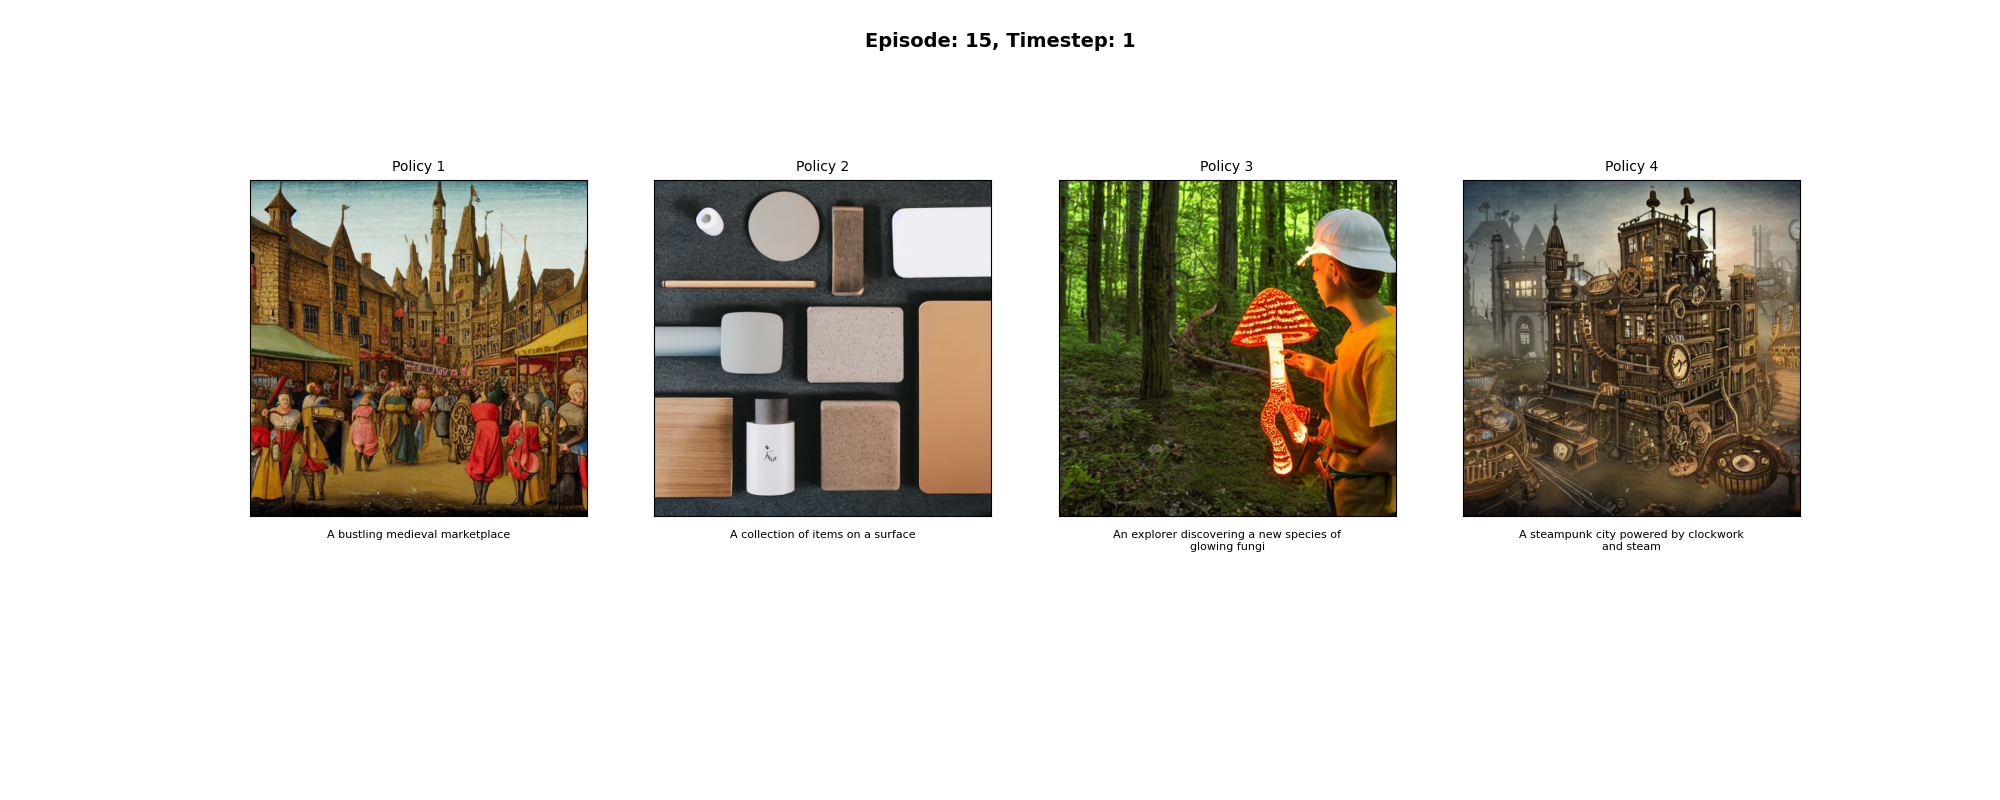 Episode: 15, Timestep: 1
Policy 1
Policy 2
Policy 3
Policy 4
A bustling medieval marketplace
A collection of items on a surface
An explorer discovering a new species of
glowing fungi
A steampunk city powered by clockwork
and steam